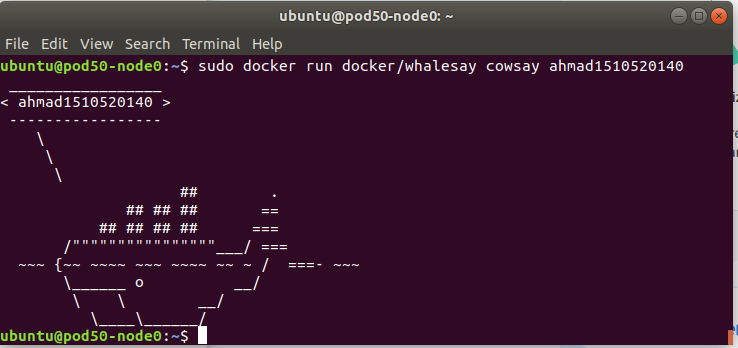 ubuntu@pod50-node0: ~
File Edit View Search Terminal Help
ubuntu@pod50-node0:~$ sudo docker run docker/whalesay cowsay ahmad1510520140
 _________________
< ahmad1510520140 >
 -----------------
    \
     \
      \
                    ##         .
              ## ## ##       ==
           ## ## ## ##      ===
       /"""""""""""""""""___/ ===
  ~~~ {~~ ~~~~ ~~~ ~~~~ ~~ ~ /  ===- ~~~
       \______ o          __/
        \    \        __/
          \____\______/
ubuntu@pod50-node0:~$